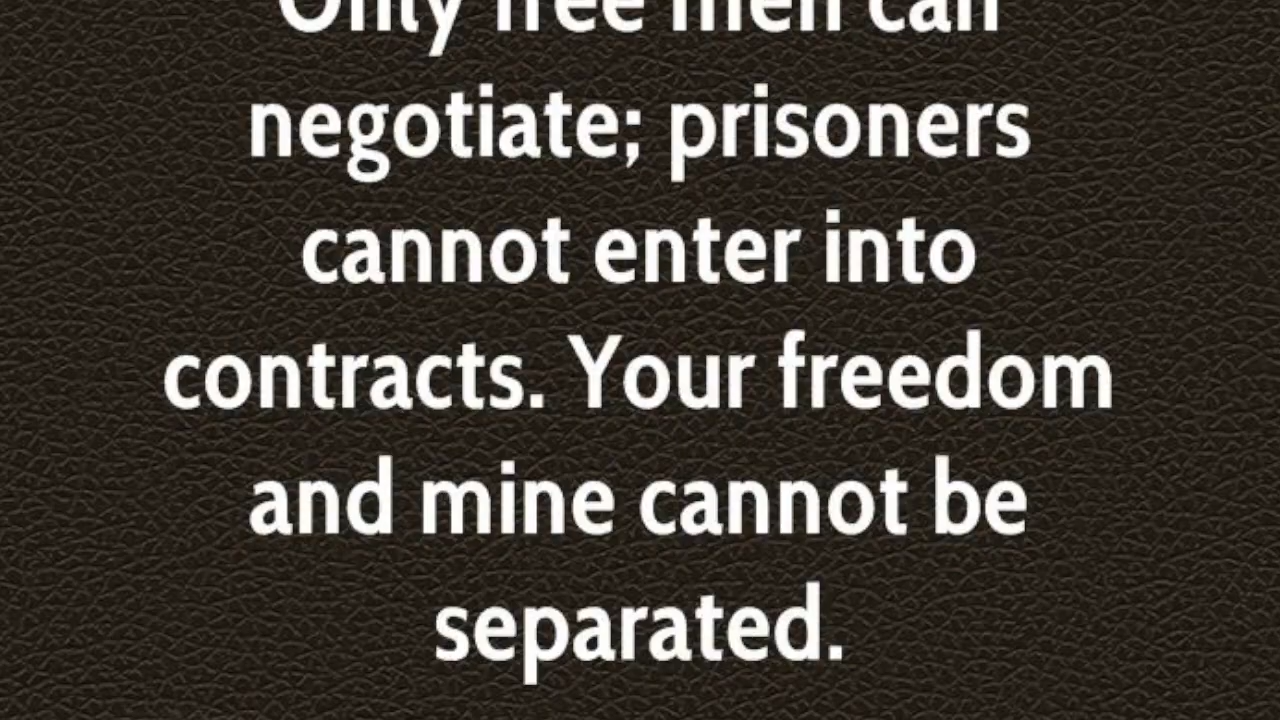 Only free men can
negotiate; prisoners
cannot enter into
contracts. Your freedom
and mine cannot be
separated.